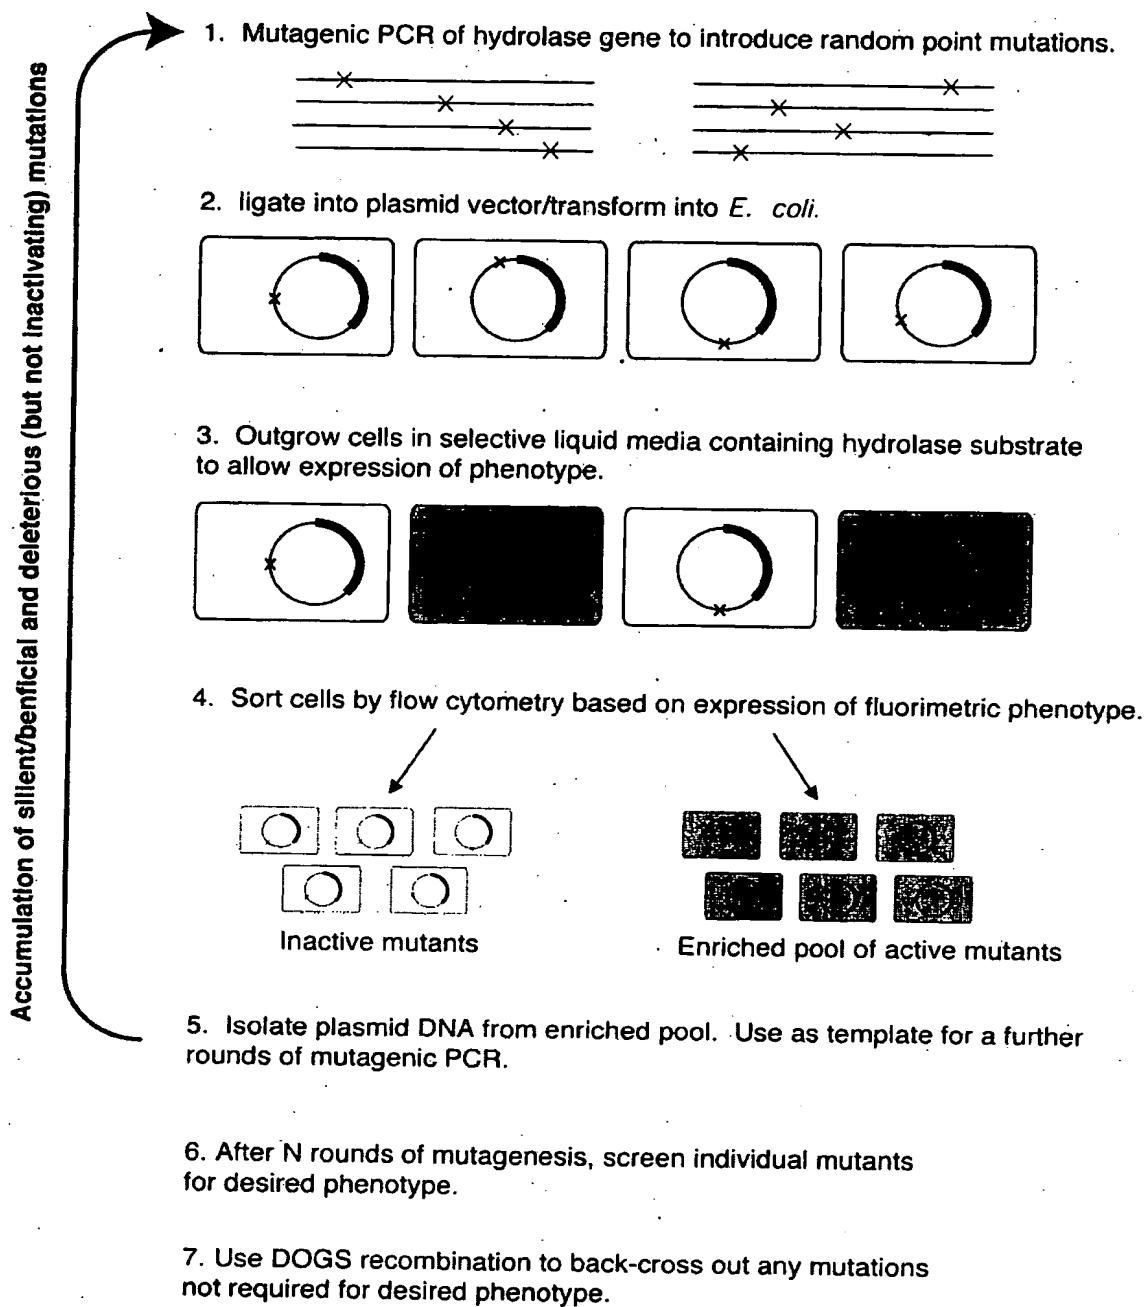 Accumulation of sillent/benficial and deleterious (but not inactivating) mutations
1. Mutagenic PCR of hydrolase gene to introduce random point mutations.
2. ligate into plasmid vector/transform into E. coli.
3. Outgrow cells in selective liquid media containing hydrolase substrate
to allow expression of phenotype.
4. Sort cells by flow cytometry based on expression of fluorimetric phenotype.
Inactive mutants
Enriched pool of active mutants
5. Isolate plasmid DNA from enriched pool. Use as template for a further
rounds of mutagenic PCR.
6. After N rounds of mutagenesis, screen individual mutants
for desired phenotype.
7. Use DOGS recombination to back-cross out any mutations
not required for desired phenotype.